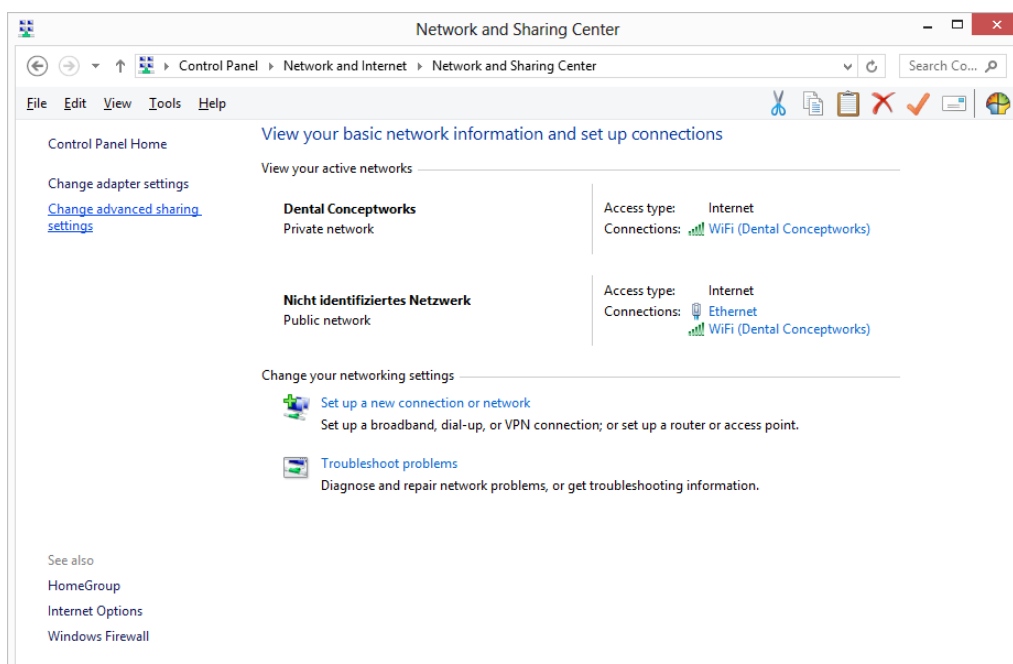 Network and Sharing Center
Control Panel Network and Internet Network and Sharing Center
Search Co...
File Edit View Tools Help
Control Panel Home
Change adapter settings
Change advanced sharing
settings
View your basic network information and set up connections
View your active networks
Dental Conceptworks
Private network
Access type: Internet
Connections: WiFi (Dental Conceptworks)
Nicht identifiziertes Netzwerk
Public network
Access type: Internet
Connections: Ethernet
WiFi (Dental Conceptworks)
Change your networking settings
Set up a new connection or network
Set up a broadband, dial-up, or VPN connection; or set up a router or access point.
Troubleshoot problems
Diagnose and repair network problems, or get troubleshooting information.
See also
HomeGroup
Internet Options
Windows Firewall